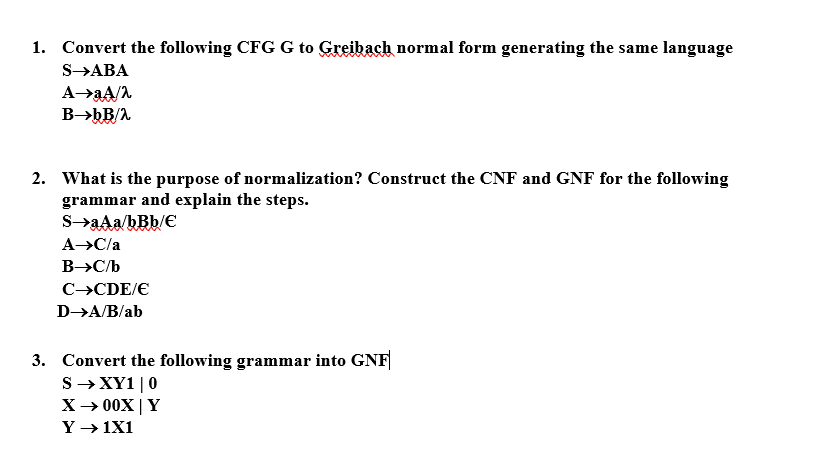 1. Convert the following CFG G to Greibach normal form generating the same language
S→ABA
A→aA/λ
B→bB/λ
2. What is the purpose of normalization? Construct the CNF and GNF for the following
grammar and explain the steps.
S→aAa/bBb/Є
A→C/a
B→C/b
C→CDE/Є
D→A/B/ab
3. Convert the following grammar into GNF
S → XY1 | 0
X → 00X | Y
Y → 1X1